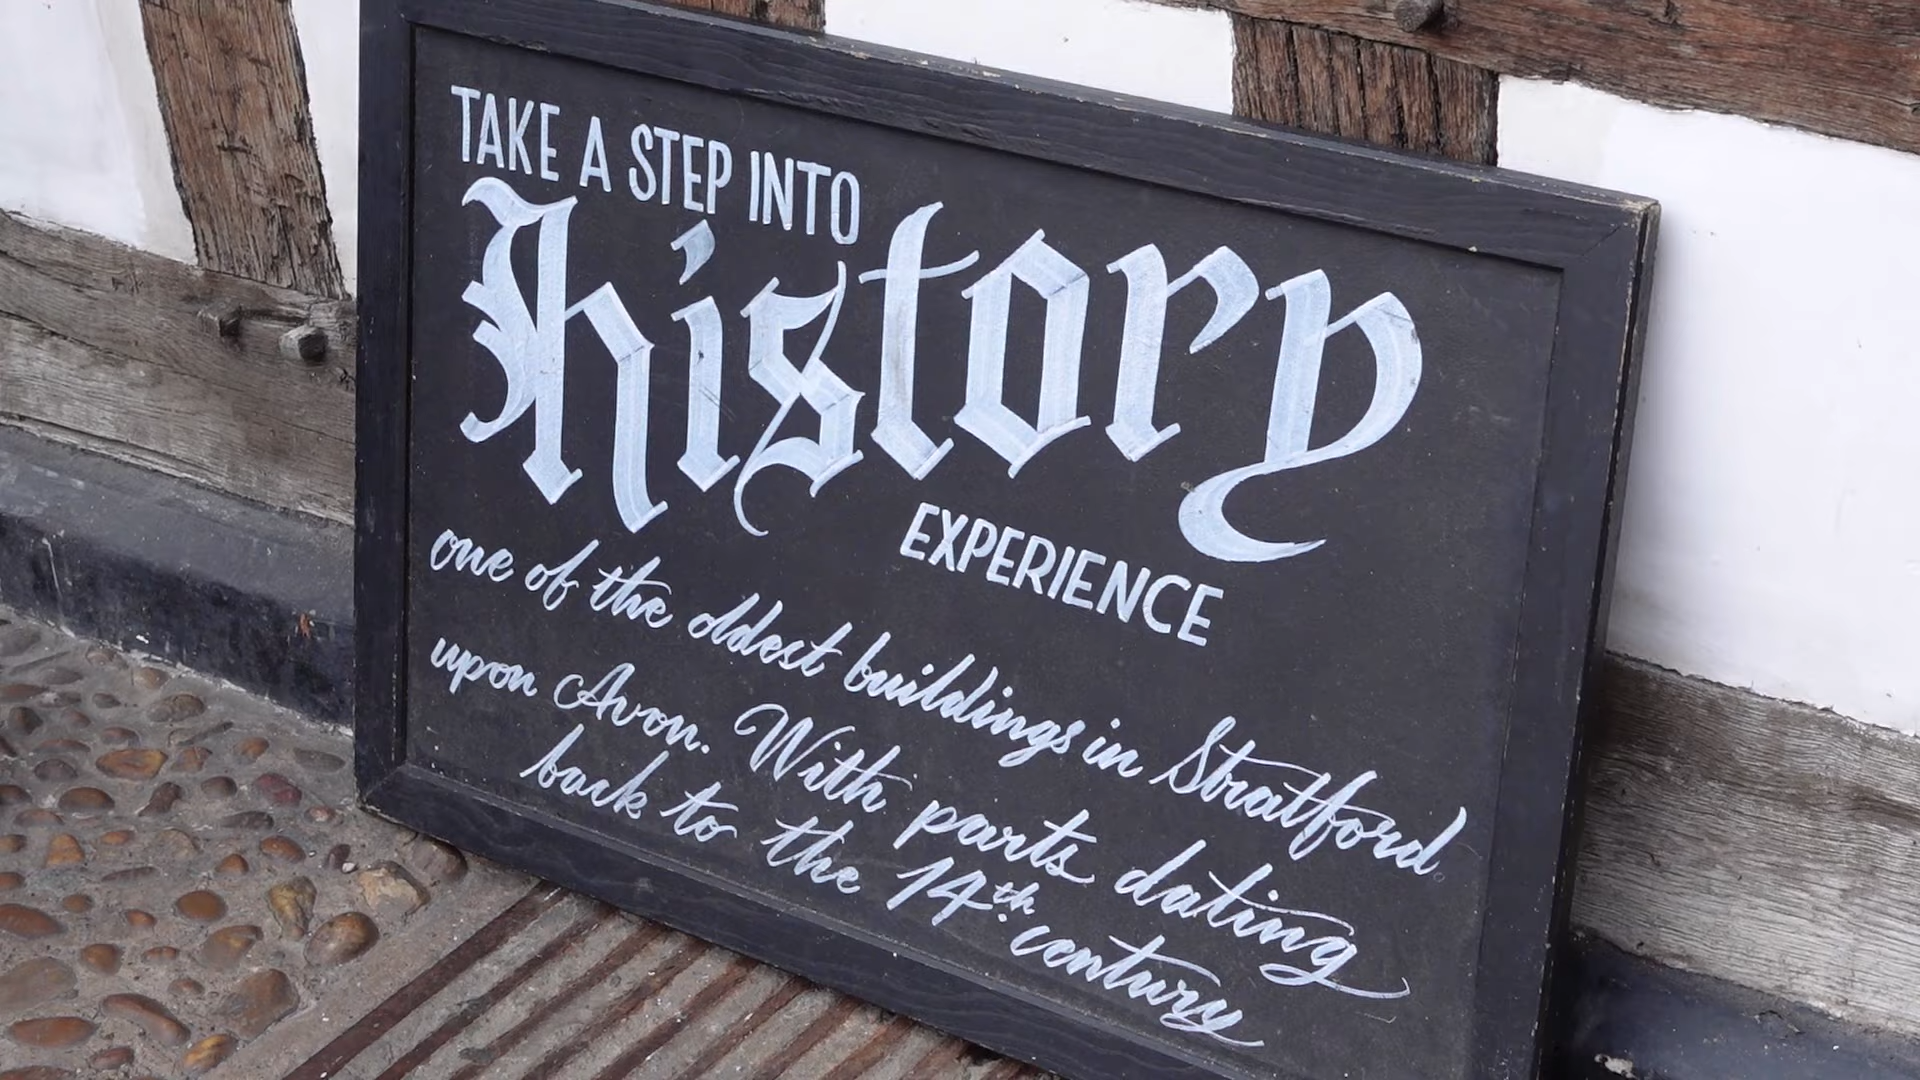 TAKE A STEP INTO
history
EXPERIENCE
one of the oldest buildings in Stratford
upon Avon. With parts dating
back to the 14th century